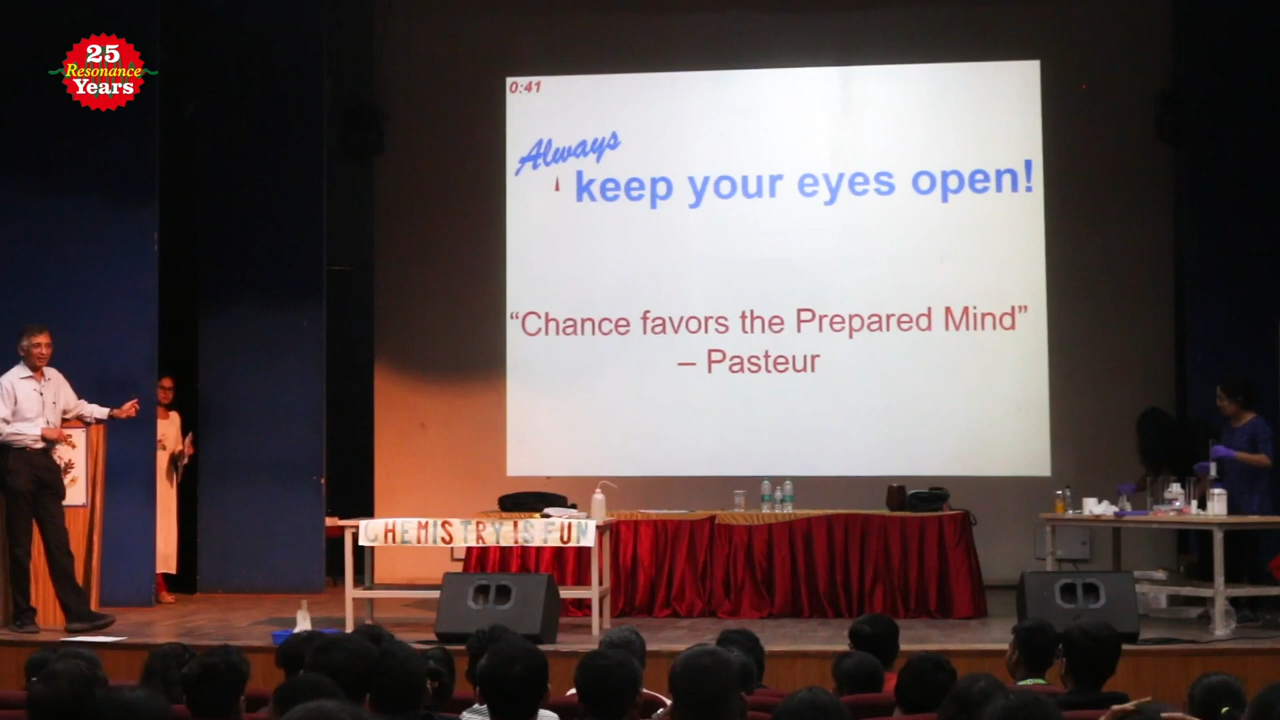 25
Resonance
Years
0:41
Always
keep your eyes open!
“Chance favors the Prepared Mind”
– Pasteur
CHEMISTRY IS FUN